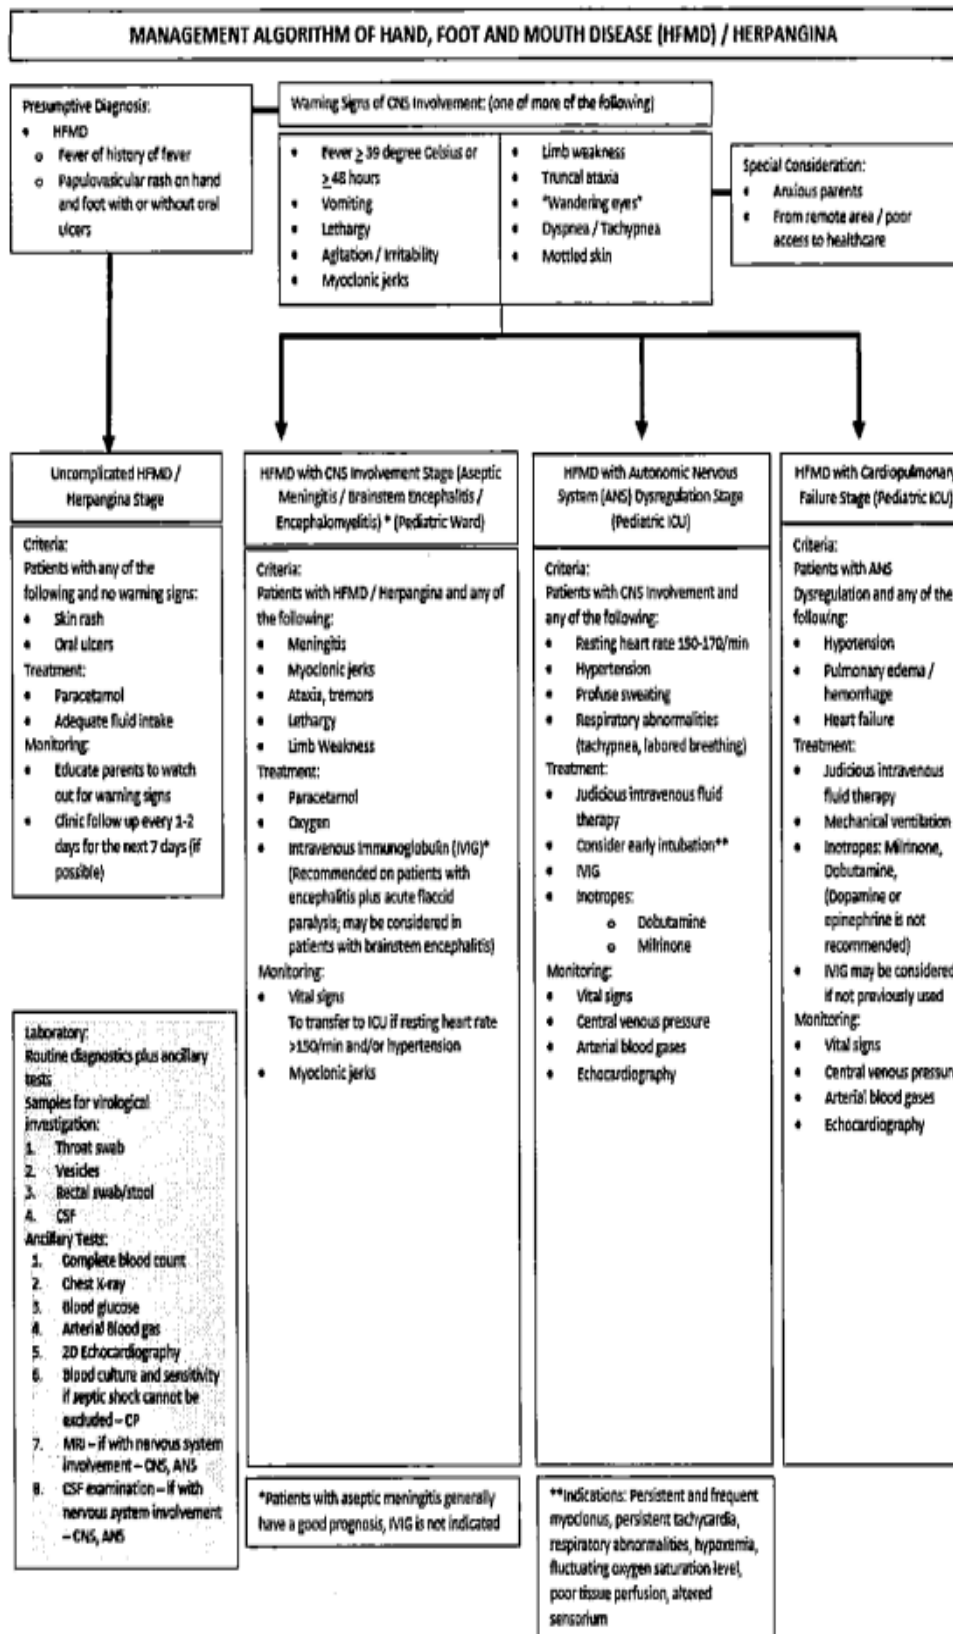 MANAGEMENT ALGORITHM OF HAND, FOOT AND MOUTH DISEASE (HFMD) / HERPANGINA
Presumptive Diagnosis:
• HFMD
o Fever of history of fever
o Papulovasicular rash on hand
and foot with or without oral
ulcers
Warning Signs of CNS Involvement: (one of more of the following)
• Fever ≥ 39 degree Celsius or
≥ 48 hours
• Vomiting
• Lethargy
• Agitation / Irritability
• Myoclonic jerks
• Limb weakness
• Truncal ataxia
• "Wandering eyes"
• Dyspnea / Tachypnea
• Mottled skin
Special Consideration:
• Anxious parents
• From remote area / poor
access to healthcare
Uncomplicated HFMD /
Herpangina Stage
Criteria:
Patients with any of the
following and no warning signs:
• Skin rash
• Oral ulcers
Treatment:
• Paracetamol
• Adequate fluid intake
Monitoring:
• Educate parents to watch
out for warning signs
• Clinic follow up every 1-2
days for the next 7 days (if
possible)
Laboratory:
Routine diagnostics plus ancillary
tests
Samples for virological
investigation:
1. Throat swab
2. Vesicles
3. Rectal swab/stool
4. CSF
Ancillary Tests:
1. Complete blood count
2. Chest X-ray
3. Blood glucose
4. Arterial Blood gas
5. 2D Echocardiography
6. Blood culture and sensitivity
if septic shock cannot be
excluded – CP
7. MRI – if with nervous system
involvement – CNS, ANS
8. CSF examination – if with
nervous system involvement
– CNS, ANS
HFMD with CNS Involvement Stage (Aseptic
Meningitis / Brainstem Encephalitis /
Encephalomyelitis) * (Pediatric Ward)
Criteria:
Patients with HFMD / Herpangina and any of
the following:
• Meningitis
• Myoclonic jerks
• Ataxia, tremors
• Lethargy
• Limb Weakness
Treatment:
• Paracetamol
• Oxygen
• Intravenous Immunoglobulin (IVIG)*
(Recommended on patients with
encephalitis plus acute flaccid
paralysis; may be considered in
patients with brainstem encephalitis)
Monitoring:
• Vital signs
To transfer to ICU if resting heart rate
>150/min and/or hypertension
• Myoclonic jerks
*Patients with aseptic meningitis generally
have a good prognosis, IVIG is not indicated
HFMD with Autonomic Nervous
System (ANS) Dysregulation Stage
(Pediatric ICU)
Criteria:
Patients with CNS Involvement and
any of the following:
• Resting heart rate 150-170/min
• Hypertension
• Profuse sweating
• Respiratory abnormalities
(tachypnea, labored breathing)
Treatment:
• Judicious intravenous fluid
therapy
• Consider early intubation**
• IVIG
• Inotropes:
o Dobutamine
o Milrinone
Monitoring:
• Vital signs
• Central venous pressure
• Arterial blood gases
• Echocardiography
**Indications: Persistent and frequent
myoclonus, persistent tachycardia,
respiratory abnormalities, hypoxemia,
fluctuating oxygen saturation level,
poor tissue perfusion, altered
sensorium
HFMD with Cardiopulmonary
Failure Stage (Pediatric ICU)
Criteria:
Patients with ANS
Dysregulation and any of the
following:
• Hypotension
• Pulmonary edema /
hemorrhage
• Heart failure
Treatment:
• Judicious intravenous
fluid therapy
• Mechanical ventilation
• Inotropes: Milrinone,
Dobutamine,
(Dopamine or
epinephrine is not
recommended)
• IVIG may be considered
if not previously used
Monitoring:
• Vital signs
• Central venous pressure
• Arterial blood gases
• Echocardiography